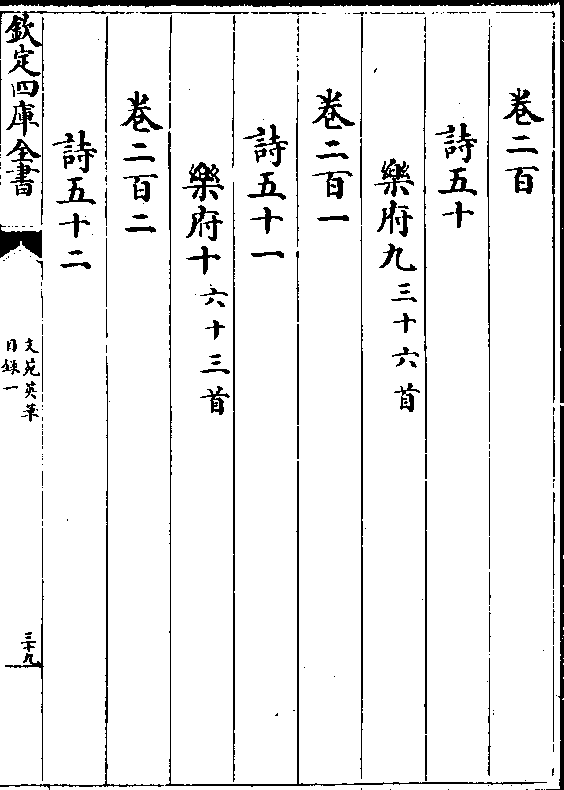 卷二百
詩五十
樂府九三十六首
卷二百一
詩五十一
樂府十六十三首
卷二百二
詩五十二
欽定四庫全書
文苑英華
目録一
三十九